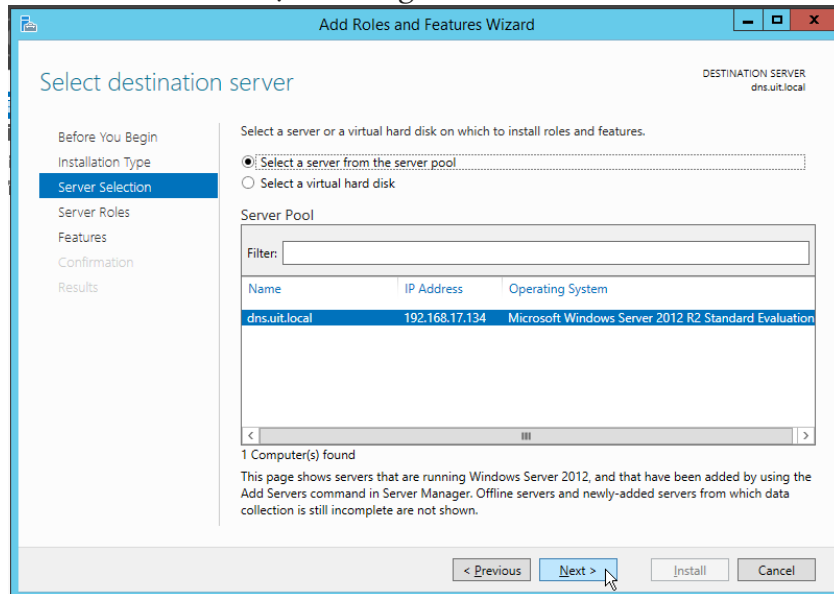 Add Roles and Features Wizard
Select destination server
DESTINATION SERVER
dns.uit.local
Before You Begin
Installation Type
Server Selection
Server Roles
Features
Confirmation
Results
Select a server or a virtual hard disk on which to install roles and features.
Select a server from the server pool
Select a virtual hard disk
Server Pool
Filter:
Name IP Address Operating System
dns.uit.local 192.168.17.134 Microsoft Windows Server 2012 R2 Standard Evaluation
1 Computer(s) found
This page shows servers that are running Windows Server 2012, and that have been added by using the
Add Servers command in Server Manager. Offline servers and newly-added servers from which data
collection is still incomplete are not shown.
< Previous Next > Install Cancel